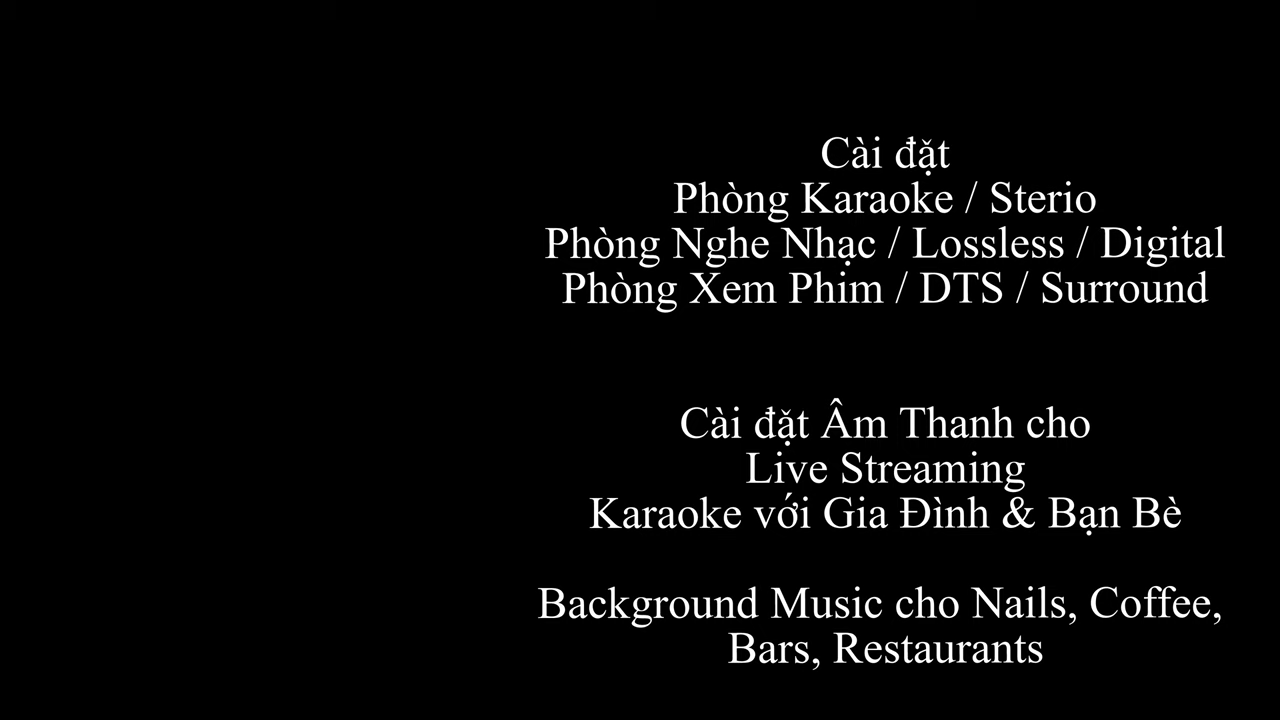 Cài đặt
Phòng Karaoke / Sterio
Phòng Nghe Nhạc / Lossless / Digital
Phòng Xem Phim / DTS / Surround
Cài đặt Âm Thanh cho
Live Streaming
Karaoke với Gia Đình & Bạn Bè
Background Music cho Nails, Coffee,
Bars, Restaurants